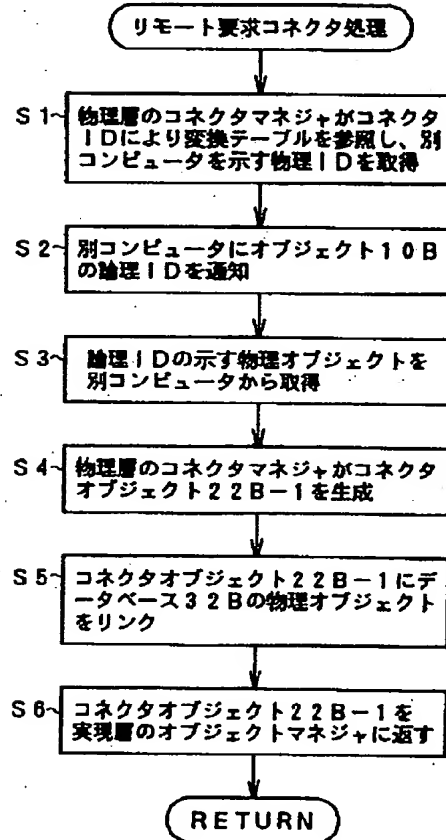 リモート要求コネクタ処理
S1 物理層のコネクタマネジャがコネクタ
IDにより変換テーブルを参照し、別
コンピュータを示す物理IDを取得
S2 別コンピュータにオブジェクト10B
の論理IDを通知
S3 論理IDの示す物理オブジェクトを
別コンピュータから取得
S4 物理層のコネクタマネジャがコネクタ
オブジェクト22B-1を生成
S5 コネクタオブジェクト22B-1にデ
ータベース32Bの物理オブジェクト
をリンク
S6 コネクタオブジェクト22B-1を
実現層のオブジェクトマネジャに返す
RETURN